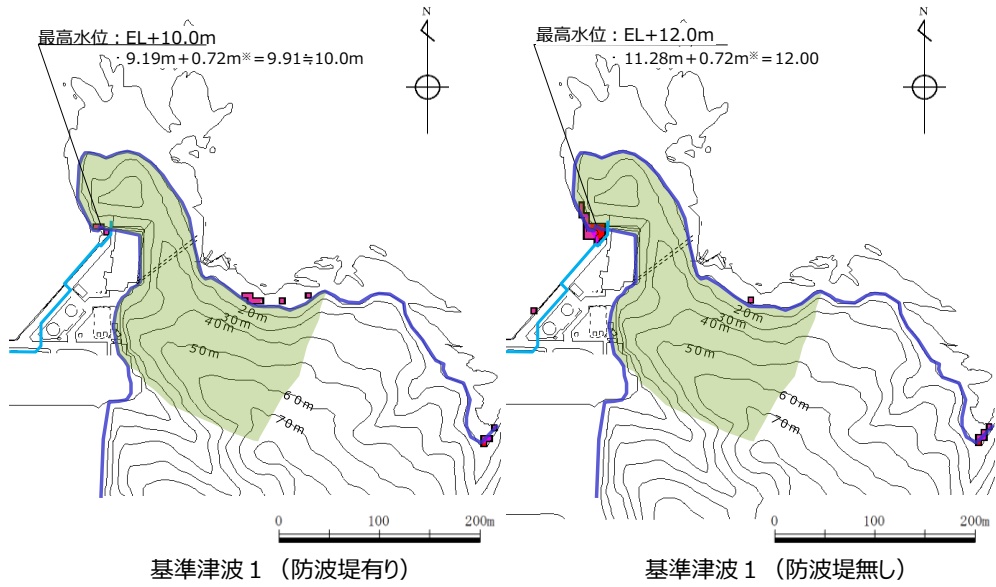 最高水位：EL+10.0m
・9.19m＋0.72m※＝9.91≒10.0m
N
20m
30m
40m
50m
60m
70m
0 100 200m
基準津波１（防波堤有り）
最高水位：EL+12.0m
・11.28m＋0.72m※＝12.00
N
20m
30m
40m
50m
60m
70m
0 100 200m
基準津波１（防波堤無し）